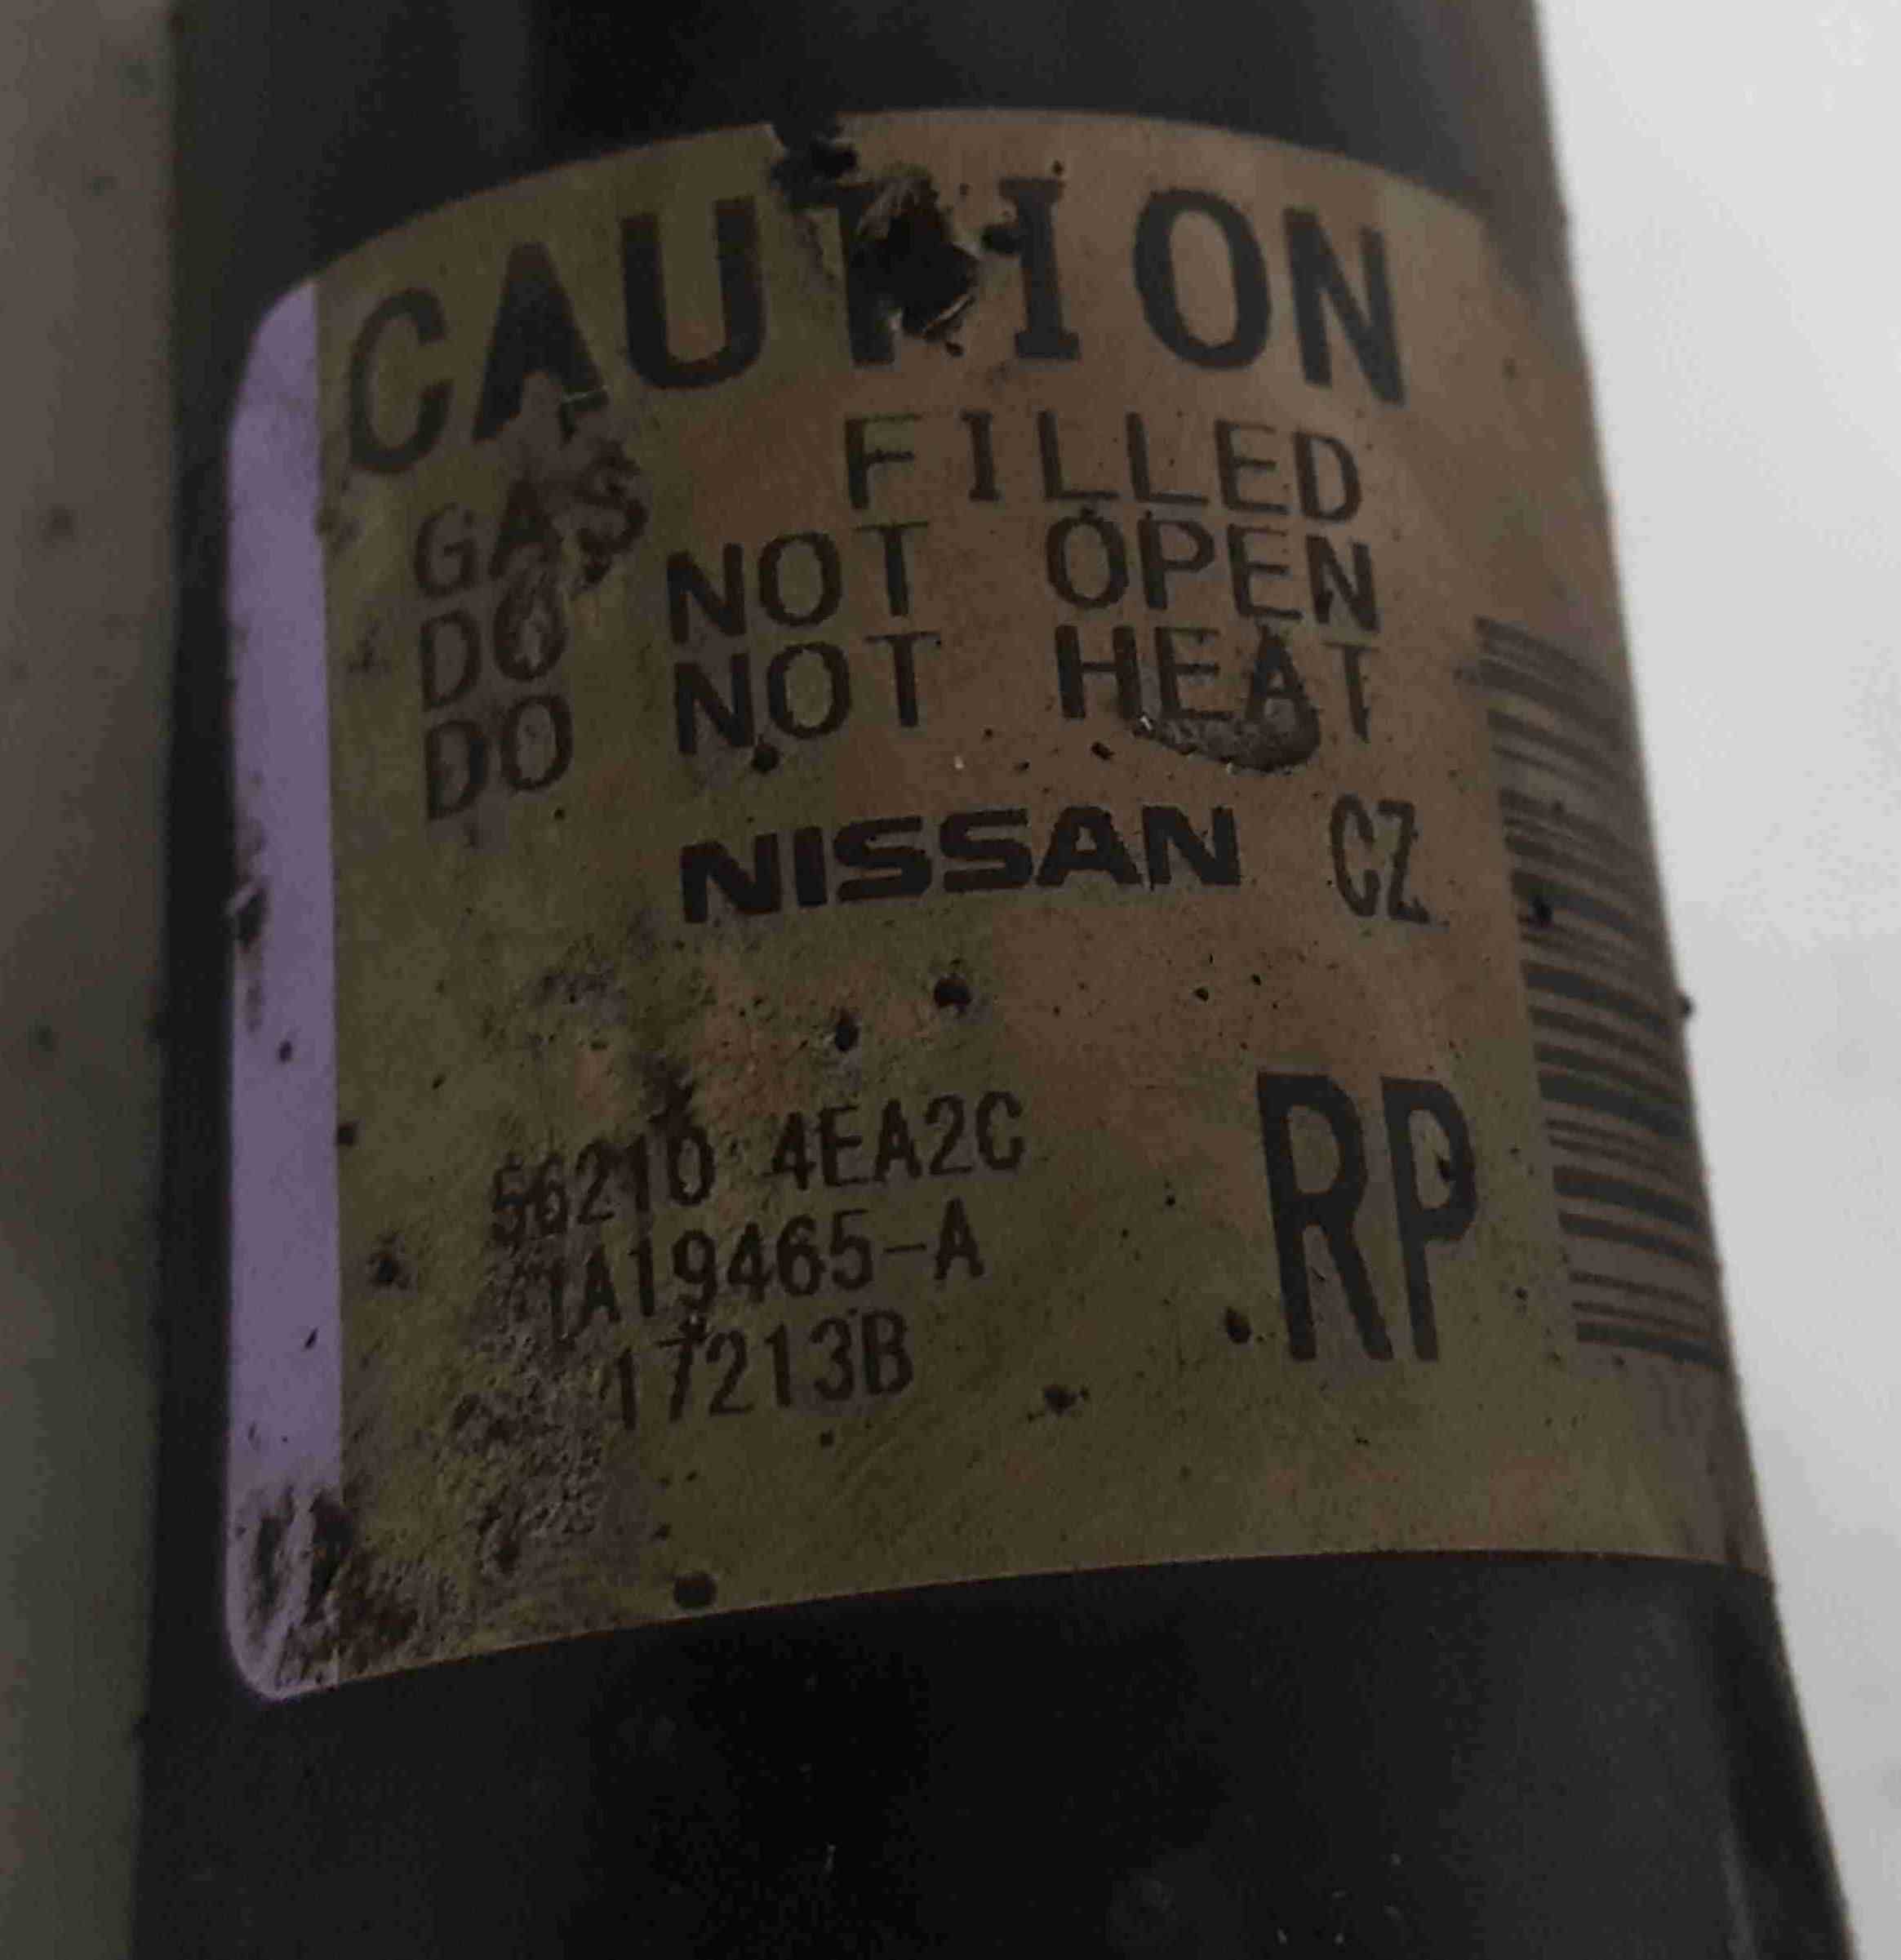 CAUTION
GAS FILLED
DO NOT OPEN
DO NOT HEAT
NISSAN CZ
56210 4EA2C
1A19465-A
17213B
RP